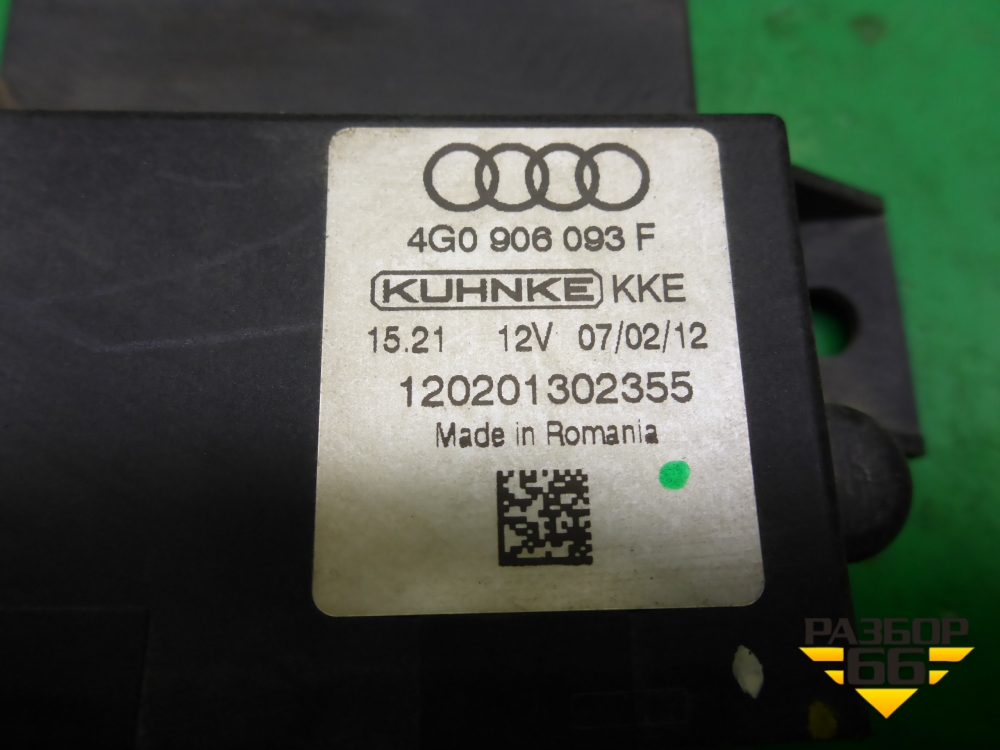 4G0 906 093 F
KUHNKE KKE
15.21 12V 07/02/12
120201302355
Made in Romania
РАЗБОР
66